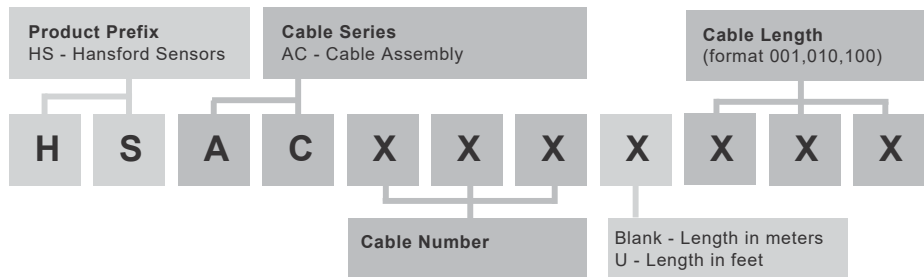 Product Prefix
HS - Hansford Sensors
Cable Series
AC - Cable Assembly
Cable Length
(format 001,010,100)
H S A C X X X X X X X
Cable Number
Blank - Length in meters
U - Length in feet